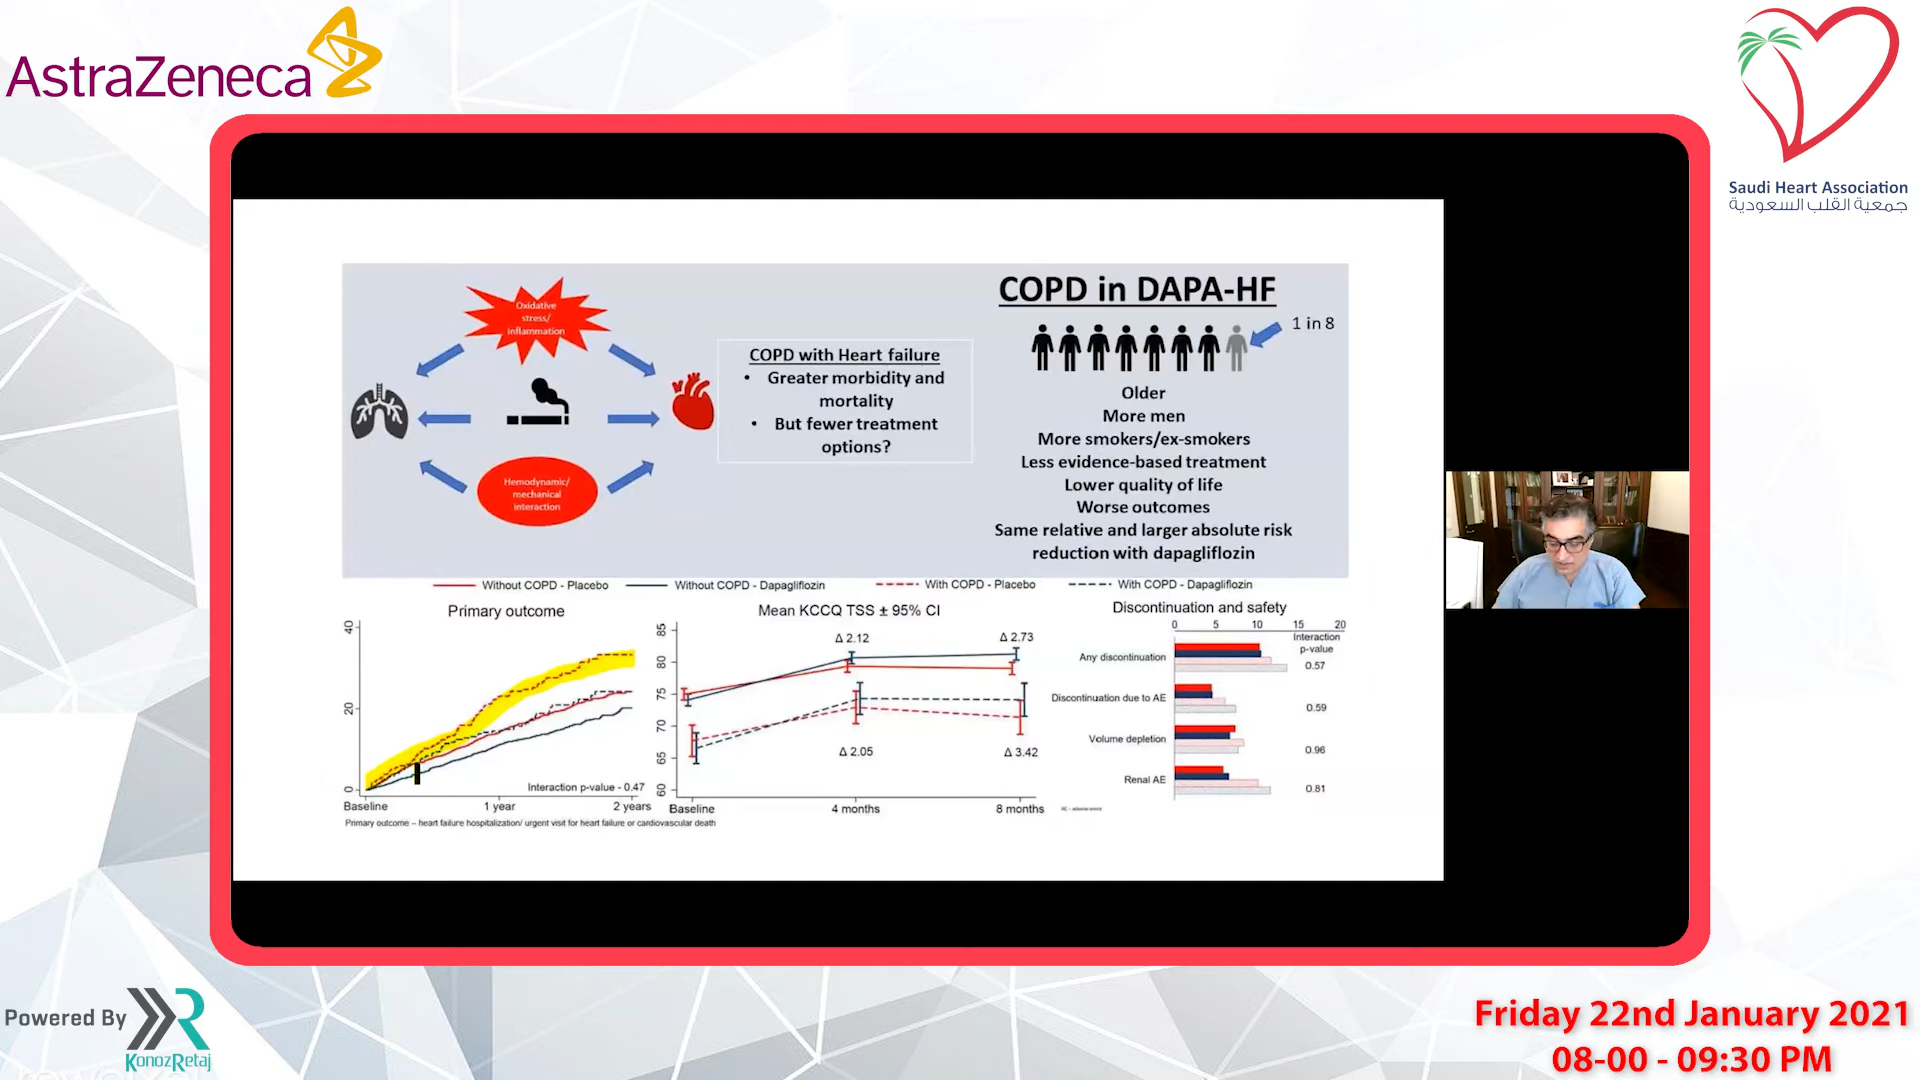 AstraZeneca
Saudi Heart Association
جمعية القلب السعودية
Oxidative
stress/
inflammation
Hemodynamic/
mechanical
interaction
COPD with Heart failure
• Greater morbidity and
mortality
• But fewer treatment
options?
COPD in DAPA-HF
1 in 8
Older
More men
More smokers/ex-smokers
Less evidence-based treatment
Lower quality of life
Worse outcomes
Same relative and larger absolute risk
reduction with dapagliflozin
Without COPD - Placebo Without COPD - Dapagliflozin With COPD - Placebo With COPD - Dapagliflozin
Primary outcome
40
20
0
Baseline 1 year 2 years
Interaction p-value - 0.47
Primary outcome – heart failure hospitalization/ urgent visit for heart failure or cardiovascular death
Mean KCCQ TSS ± 95% CI
85
80
75
70
65
60
Δ 2.12 Δ 2.73
Δ 2.05 Δ 3.42
Baseline 4 months 8 months
Discontinuation and safety
0 5 10 15 20
Interaction
p-value
Any discontinuation 0.57
Discontinuation due to AE 0.59
Volume depletion 0.96
Renal AE 0.81
AE - adverse event
Powered By
KonozRetaj
Friday 22nd January 2021
08-00 - 09:30 PM